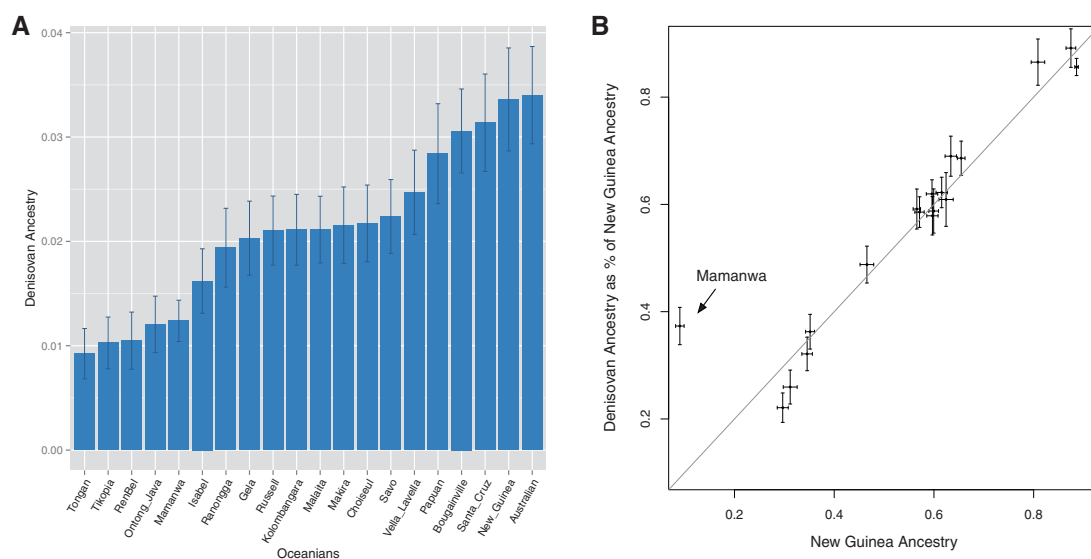 A
Denisovan Ancestry
0.04
0.03
0.02
0.01
0.00
Tongan
Tikopia
RenBel
Ontong_Java
Mamanwa
Isabel
Ranongga
Gela
Russell
Kolombangara
Malaita
Makira
Choiseul
Savo
Vella_Lavella
Papuan
Bougainville
Santa_Cruz
New_Guinea
Australian
Oceanians
B
Denisovan Ancestry as % of New Guinea Ancestry
0.8
0.6
0.4
0.2
Mamanwa
0.2 0.4 0.6 0.8
New Guinea Ancestry